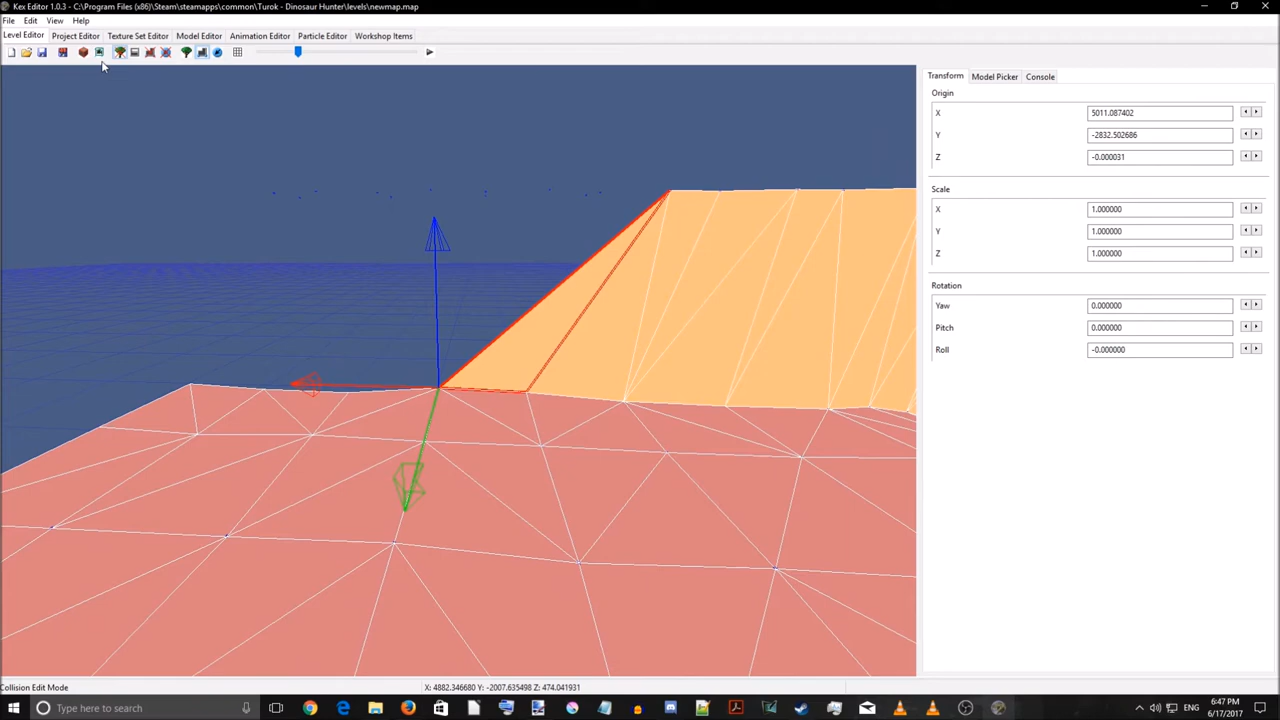 Kex Editor 1.0.3 - C:\Program Files (x86)\Steam\steamapps\common\Turok - Dinosaur Hunter\levels\newmap.map
File Edit View Help
Level Editor Project Editor Texture Set Editor Model Editor Animation Editor Particle Editor Workshop Items
Transform Model Picker Console
Origin
X 5011.087402
Y -2832.502686
Z -0.000031
Scale
X 1.000000
Y 1.000000
Z 1.000000
Rotation
Yaw 0.000000
Pitch 0.000000
Roll -0.000000
Collision Edit Mode X: 4882.346680 Y: -2007.635498 Z: 474.041931
Type here to search
ENG
6:47 PM
6/17/2017